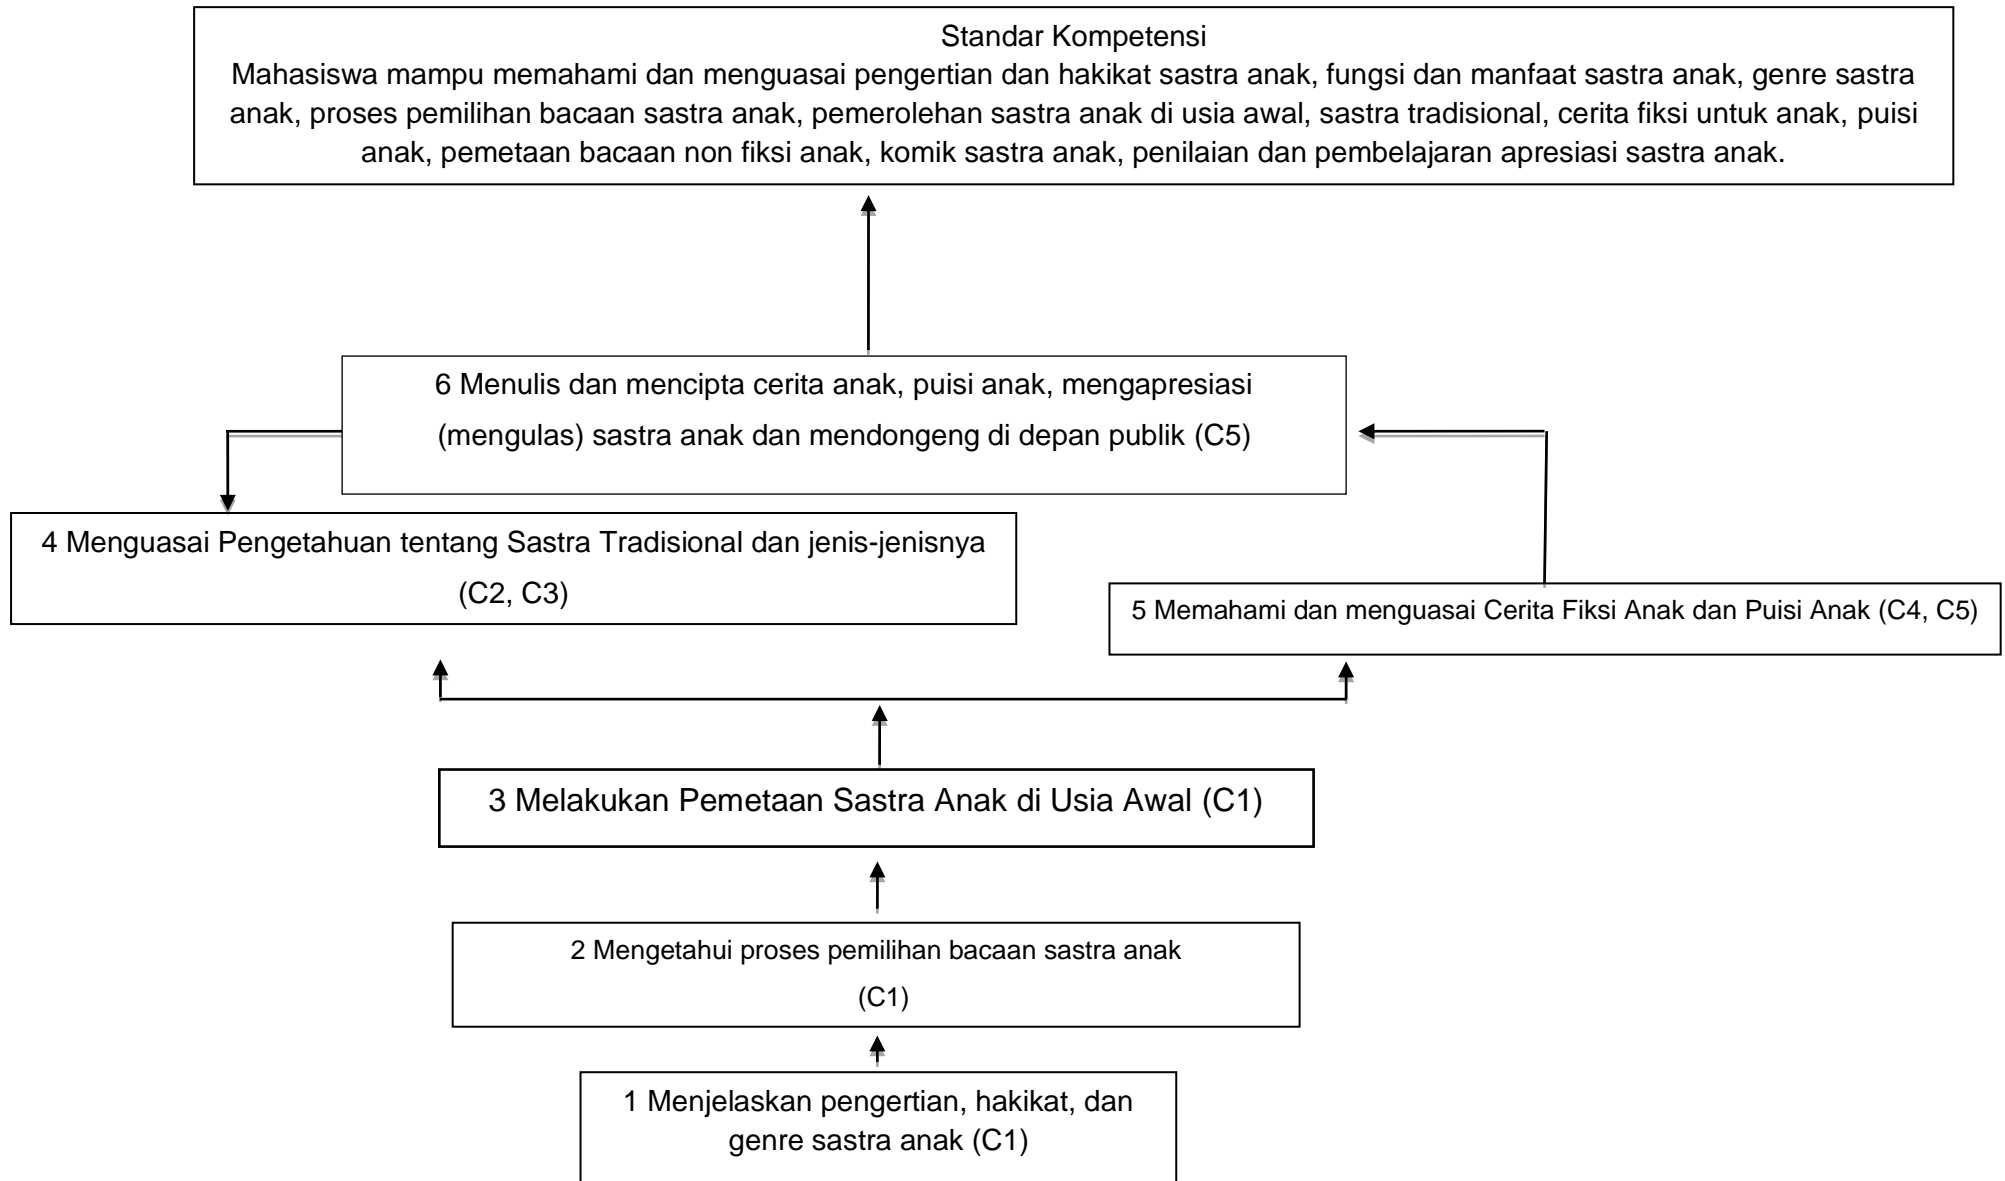 Standar Kompetensi
Mahasiswa mampu memahami dan menguasai pengertian dan hakikat sastra anak, fungsi dan manfaat sastra anak, genre sastra
anak, proses pemilihan bacaan sastra anak, pemerolehan sastra anak di usia awal, sastra tradisional, cerita fiksi untuk anak, puisi
anak, pemetaan bacaan non fiksi anak, komik sastra anak, penilaian dan pembelajaran apresiasi sastra anak.
6 Menulis dan mencipta cerita anak, puisi anak, mengapresiasi
(mengulas) sastra anak dan mendongeng di depan publik (C5)
4 Menguasai Pengetahuan tentang Sastra Tradisional dan jenis-jenisnya
(C2, C3)
5 Memahami dan menguasai Cerita Fiksi Anak dan Puisi Anak (C4, C5)
3 Melakukan Pemetaan Sastra Anak di Usia Awal (C1)
2 Mengetahui proses pemilihan bacaan sastra anak
(C1)
1 Menjelaskan pengertian, hakikat, dan
genre sastra anak (C1)